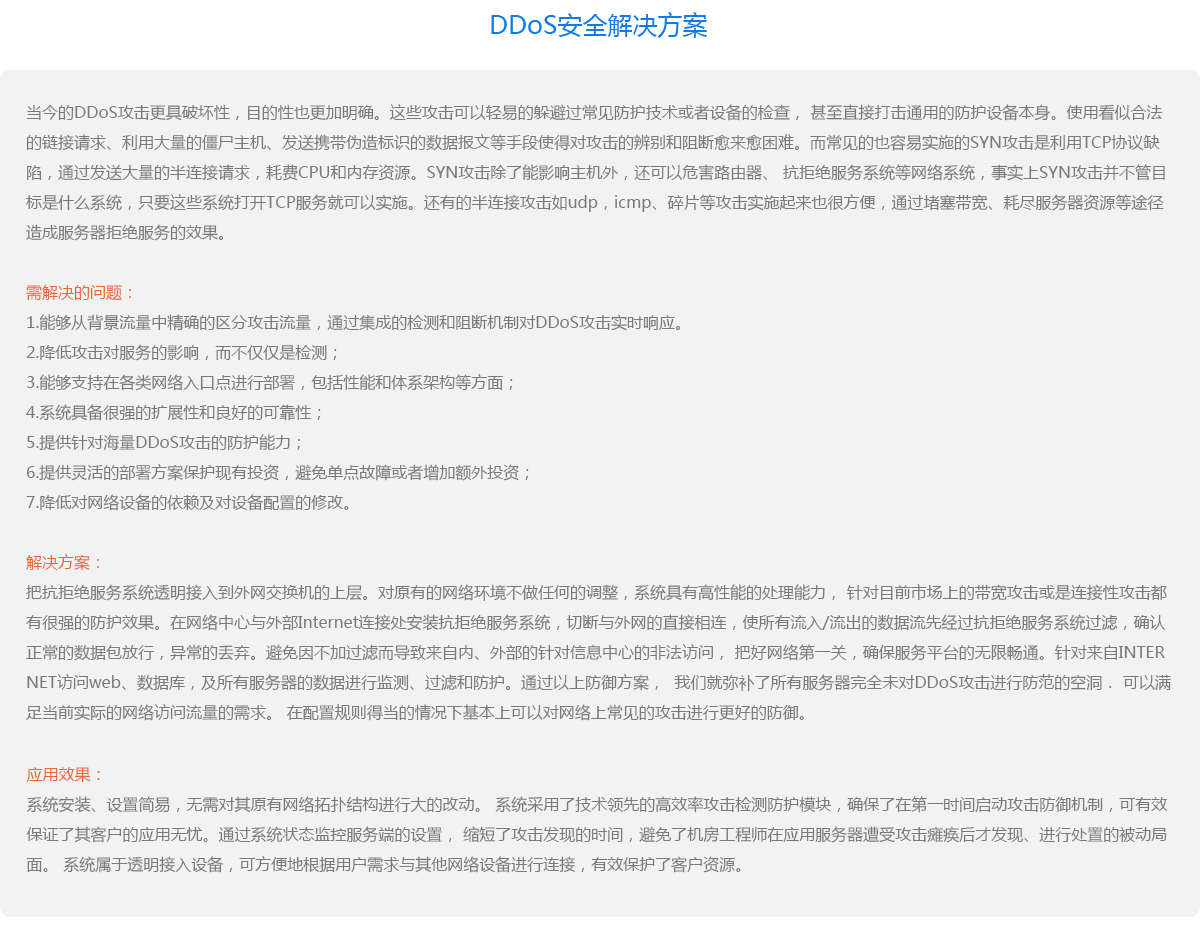 DDoS安全解决方案
当今的DDoS攻击更具破坏性，目的性也更加明确。这些攻击可以轻易的躲避过常见防护技术或者设备的检查， 甚至直接打击通用的防护设备本身。使用看似合法
的链接请求、利用大量的僵尸主机、发送携带伪造标识的数据报文等手段使得对攻击的辨别和阻断愈来愈困难。而常见的也容易实施的SYN攻击是利用TCP协议缺
陷，通过发送大量的半连接请求，耗费CPU和内存资源。SYN攻击除了能影响主机外，还可以危害路由器、 抗拒绝服务系统等网络系统，事实上SYN攻击并不管目
标是什么系统，只要这些系统打开TCP服务就可以实施。还有的半连接攻击如udp，icmp、碎片等攻击实施起来也很方便，通过堵塞带宽、耗尽服务器资源等途径
造成服务器拒绝服务的效果。
需解决的问题：
1.能够从背景流量中精确的区分攻击流量，通过集成的检测和阻断机制对DDoS攻击实时响应。
2.降低攻击对服务的影响，而不仅仅是检测；
3.能够支持在各类网络入口点进行部署，包括性能和体系架构等方面；
4.系统具备很强的扩展性和良好的可靠性；
5.提供针对海量DDoS攻击的防护能力；
6.提供灵活的部署方案保护现有投资，避免单点故障或者增加额外投资；
7.降低对网络设备的依赖及对设备配置的修改。
解决方案：
把抗拒绝服务系统透明接入到外网交换机的上层。对原有的网络环境不做任何的调整，系统具有高性能的处理能力， 针对目前市场上的带宽攻击或是连接性攻击都
有很强的防护效果。在网络中心与外部Internet连接处安装抗拒绝服务系统，切断与外网的直接相连，使所有流入/流出的数据流先经过抗拒绝服务系统过滤，确认
正常的数据包放行，异常的丢弃。避免因不加过滤而导致来自内、外部的针对信息中心的非法访问， 把好网络第一关，确保服务平台的无限畅通。针对来自INTER
NET访问web、数据库，及所有服务器的数据进行监测、过滤和防护。通过以上防御方案， 我们就弥补了所有服务器完全未对DDoS攻击进行防范的空洞． 可以满
足当前实际的网络访问流量的需求。 在配置规则得当的情况下基本上可以对网络上常见的攻击进行更好的防御。
应用效果：
系统安装、设置简易，无需对其原有网络拓扑结构进行大的改动。 系统采用了技术领先的高效率攻击检测防护模块，确保了在第一时间启动攻击防御机制，可有效
保证了其客户的应用无忧。通过系统状态监控服务端的设置， 缩短了攻击发现的时间，避免了机房工程师在应用服务器遭受攻击瘫痪后才发现、进行处置的被动局
面。 系统属于透明接入设备，可方便地根据用户需求与其他网络设备进行连接，有效保护了客户资源。